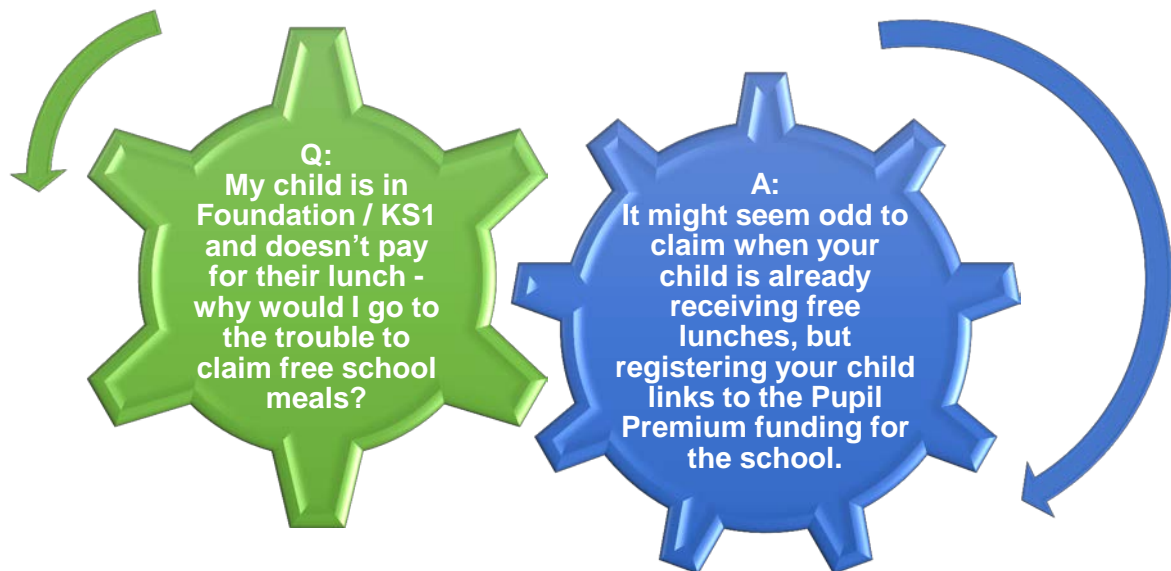 Q:
My child is in
Foundation / KS1
and doesn’t pay
for their lunch -
why would I go to
the trouble to
claim free school
meals?
A:
It might seem odd to
claim when your
child is already
receiving free
lunches, but
registering your child
links to the Pupil
Premium funding for
the school.